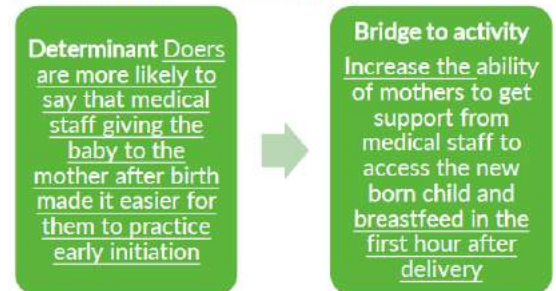 Determinant Doers
are more likely to
say that medical
staff giving the
baby to the
mother after birth
made it easier for
them to practice
early initiation
Bridge to activity
Increase the ability
of mothers to get
support from
medical staff to
access the new
born child and
breastfeed in the
first hour after
delivery